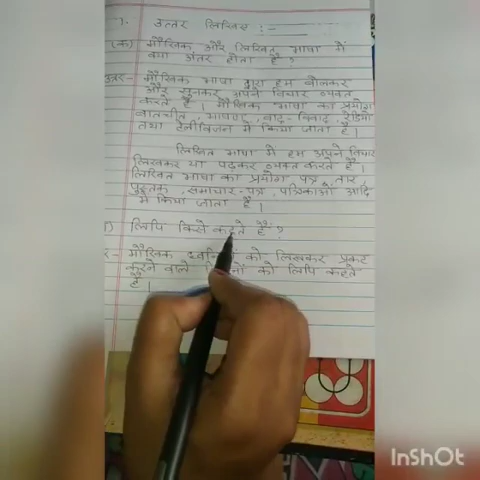 1. उत्तर लिखिए :-
(क) मौखिक और लिखित भाषा में
क्या अंतर होता है ?
उत्तर- मौखिक भाषा द्वारा हम बोलकर
और सुनकर अपने विचार व्यक्त
करते हैं । मौखिक भाषा का प्रयोग
बातचीत, भाषण, वाद-विवाद, रेडियो
तथा टेलीविजन में किया जाता है ।
लिखित भाषा में हम अपने विचार
लिखकर या पढ़कर व्यक्त करते हैं ।
लिखित भाषा का प्रयोग पत्र, तार,
पुस्तक, समाचार-पत्र, पत्रिकाओं आदि
में किया जाता है ।
लिपि किसे कहते हैं ?
मौखिक को लिखकर प्रकट
करने वाले को लिपि कहते
हैं ।
InShOt